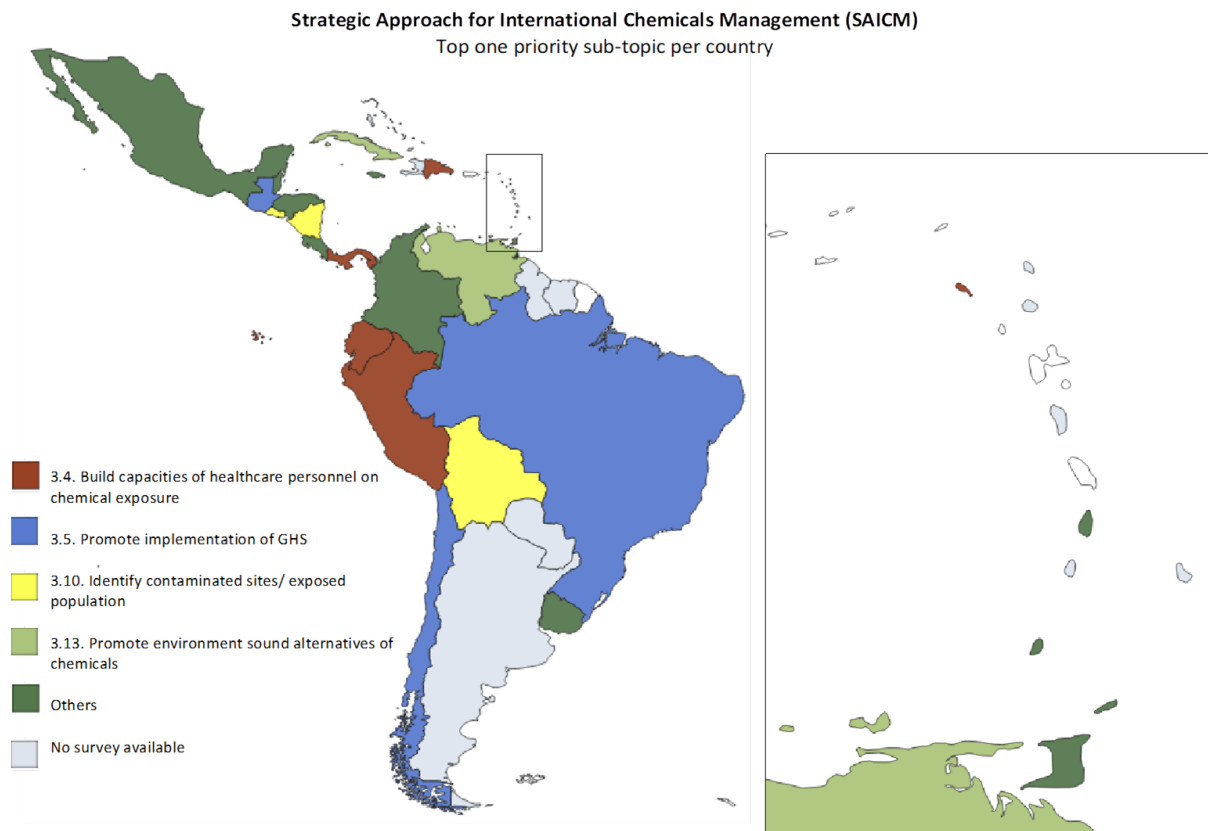 Strategic Approach for International Chemicals Management (SAICM)
Top one priority sub-topic per country
3.4. Build capacities of healthcare personnel on
chemical exposure
3.5. Promote implementation of GHS
3.10. Identify contaminated sites/ exposed
population
3.13. Promote environment sound alternatives of
chemicals
Others
No survey available